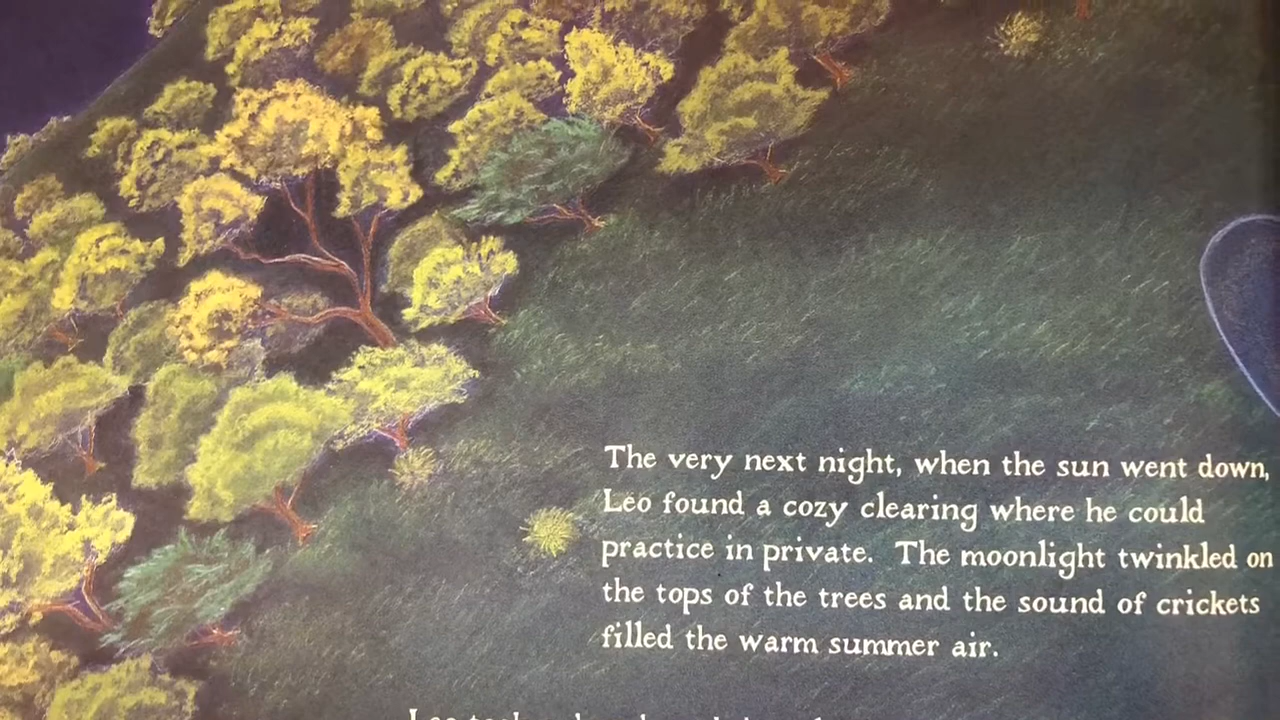 The very next night, when the sun went down,
Leo found a cozy clearing where he could
practice in private. The moonlight twinkled on
the tops of the trees and the sound of crickets
filled the warm summer air.
Leo